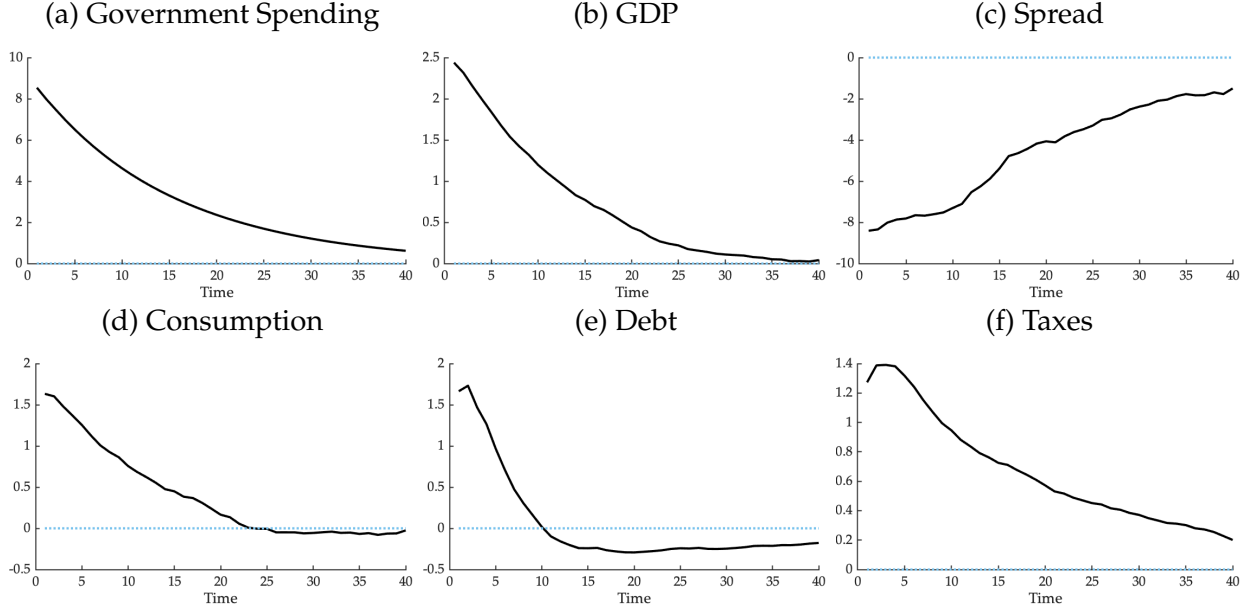 (a) Government Spending
10
8
6
4
2
0
0 5 10 15 20 25 30 35 40
Time
(b) GDP
2.5
2
1.5
1
0.5
0
0 5 10 15 20 25 30 35 40
Time
(c) Spread
0
-2
-4
-6
-8
-10
0 5 10 15 20 25 30 35 40
Time
(d) Consumption
2
1.5
1
0.5
0
-0.5
0 5 10 15 20 25 30 35 40
Time
(e) Debt
2
1.5
1
0.5
0
-0.5
0 5 10 15 20 25 30 35 40
Time
(f) Taxes
1.4
1.2
1
0.8
0.6
0.4
0.2
0
0 5 10 15 20 25 30 35 40
Time